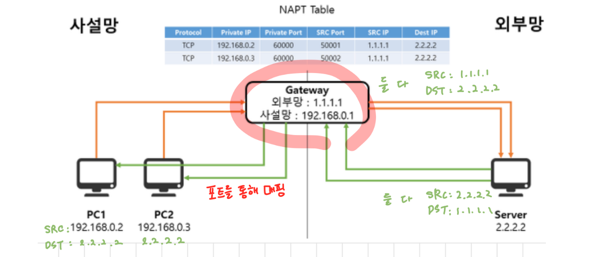 사설망
NAPT Table
외부망
Protocol Private IP Private Port SRC Port SRC IP Dest IP
TCP 192.168.0.2 60000 50001 1.1.1.1 2.2.2.2
TCP 192.168.0.3 60000 50002 1.1.1.1 2.2.2.2
Gateway
외부망 : 1.1.1.1
사설망 : 192.168.0.1
둘 다 SRC: 1.1.1.1
DST: 2.2.2.2
포트을 통해 매핑
둘 다 SRC: 2.2.2.2
DST: 1.1.1.1
PC1
SRC: 192.168.0.2
DST: 2.2.2.2
PC2
192.168.0.3
2.2.2.2
Server
2.2.2.2